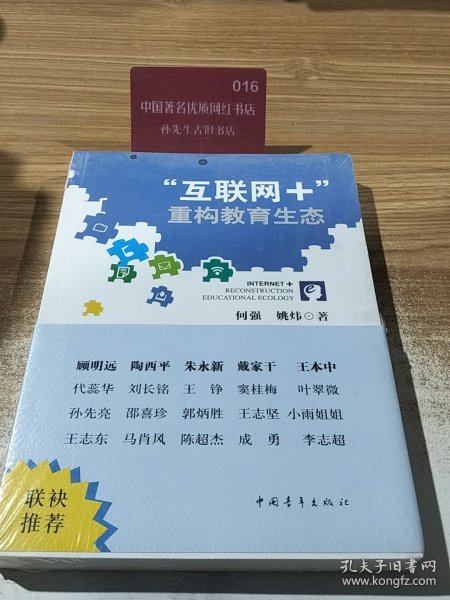 016
中国著名优质网红书店
孙先生古旧书店
“互联网＋”
重构教育生态
INTERNET +
RECONSTRUCTION
EDUCATIONAL ECOLOGY
e
何强 姚炜◎著
顾明远 陶西平 朱永新 戴家干 王本中
代蕊华 刘长铭 王铮 窦桂梅 叶翠微
孙先亮 邵喜珍 郭炳胜 王志坚 小雨姐姐
王志东 马肖风 陈超杰 成勇 李志超
联袂
推荐
中国青年出版社
孔夫子旧书网
www.kongfz.com